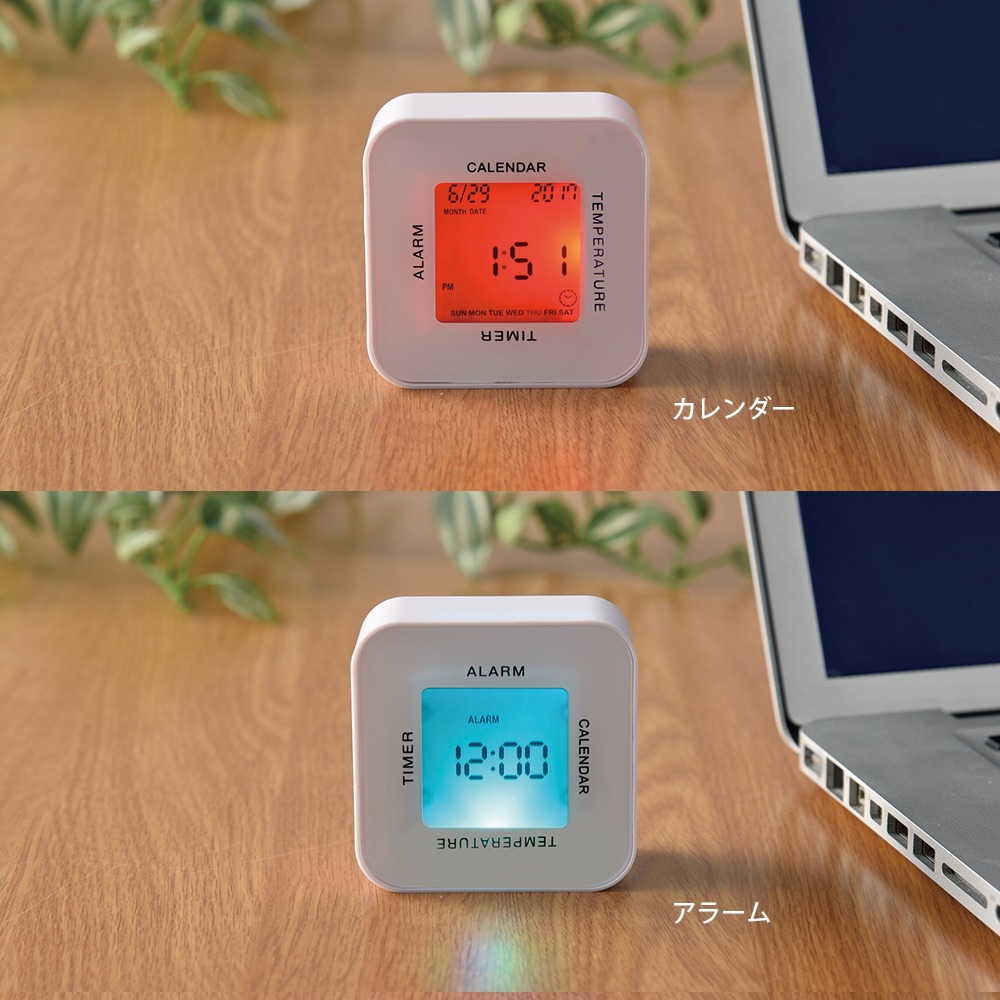 CALENDAR
6/29 2017
MONTH DATE
TEMPERATURE
ALARM
1:51 1
PM
SUN MON TUE WED THU FRI SAT
TIMER
カレンダー
ALARM
ALARM
12:00
CALENDAR
TIMER
TEMPERATURE
アラーム